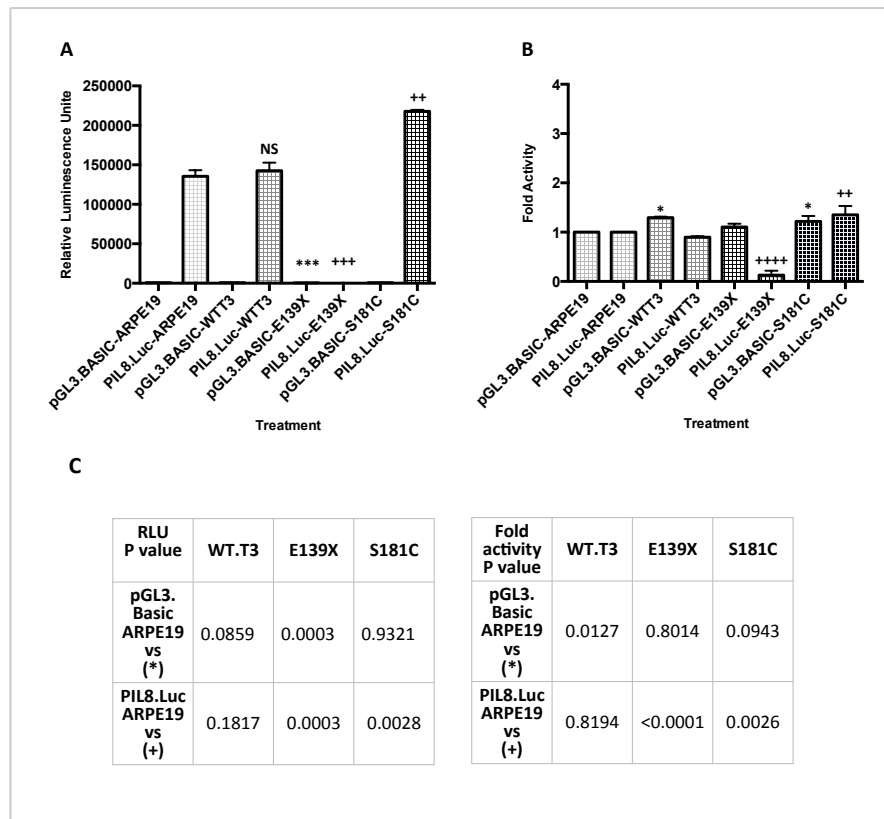 A
Relative Luminescence Unite
250000
200000
150000
100000
50000
0
NS
***
+++
++
pGL3.BASIC-ARPE19
PIL8.Luc-ARPE19
pGL3.BASIC-WTT3
PIL8.Luc-WTT3
pGL3.BASIC-E139X
PIL8.Luc-E139X
pGL3.BASIC-S181C
PIL8.Luc-S181C
Treatment
B
Fold Activity
4
3
2
1
0
*
++++
*
++
pGL3.BASIC-ARPE19
PIL8.Luc-ARPE19
pGL3.BASIC-WTT3
PIL8.Luc-WTT3
pGL3.BASIC-E139X
PIL8.Luc-E139X
pGL3.BASIC-S181C
PIL8.Luc-S181C
Treatment
C
RLU
P value
WT.T3
E139X
S181C
pGL3.
Basic
ARPE19
vs
(*)
0.0859
0.0003
0.9321
PIL8.Luc
ARPE19
vs
(+)
0.1817
0.0003
0.0028
Fold
activity
P value
WT.T3
E139X
S181C
pGL3.
Basic
ARPE19
vs
(*)
0.0127
0.8014
0.0943
PIL8.Luc
ARPE19
vs
(+)
0.8194
<0.0001
0.0026